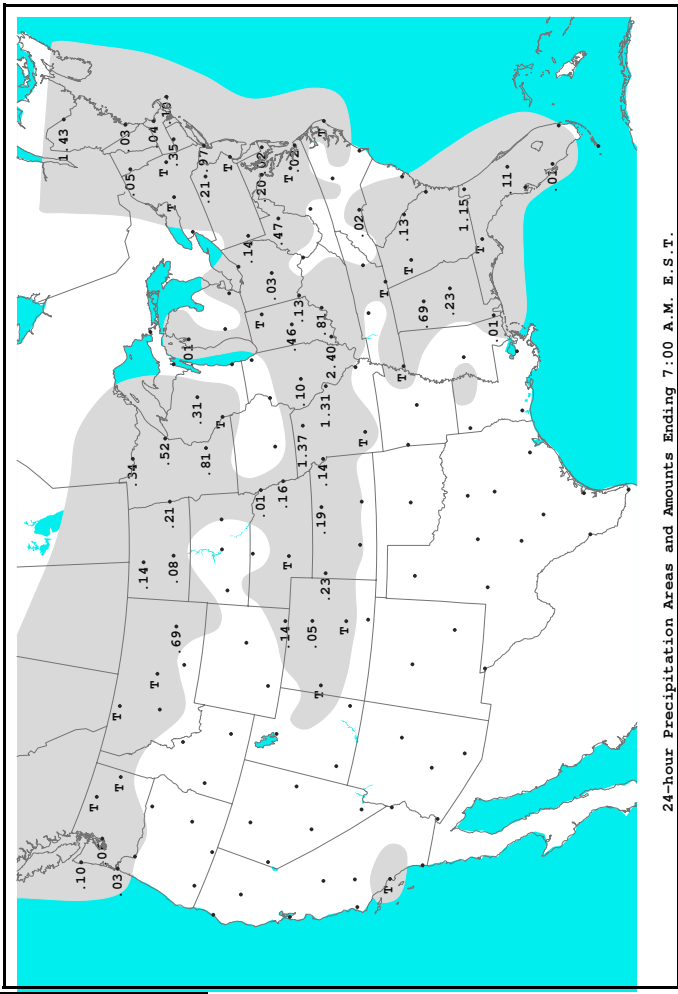 1.43
.10
T
T
T
.03
.03
.05
.34
.14
T
.04
T
.10
.52
.21
.08
.69
.35
T
.01
.31
.97
.21
.81
T
T
.14
.02
.20
T
.01
.03
.47
.16
.14
T
T
.02
.46
.13
.10
1.37
.05
T
T
.81
.14
.19
.23
1.31
2.40
T
.02
T
T
T
T
.13
T
.69
.23
1.15
T
.01
.11
.01
24-hour Precipitation Areas and Amounts Ending 7:00 A.M. E.S.T.